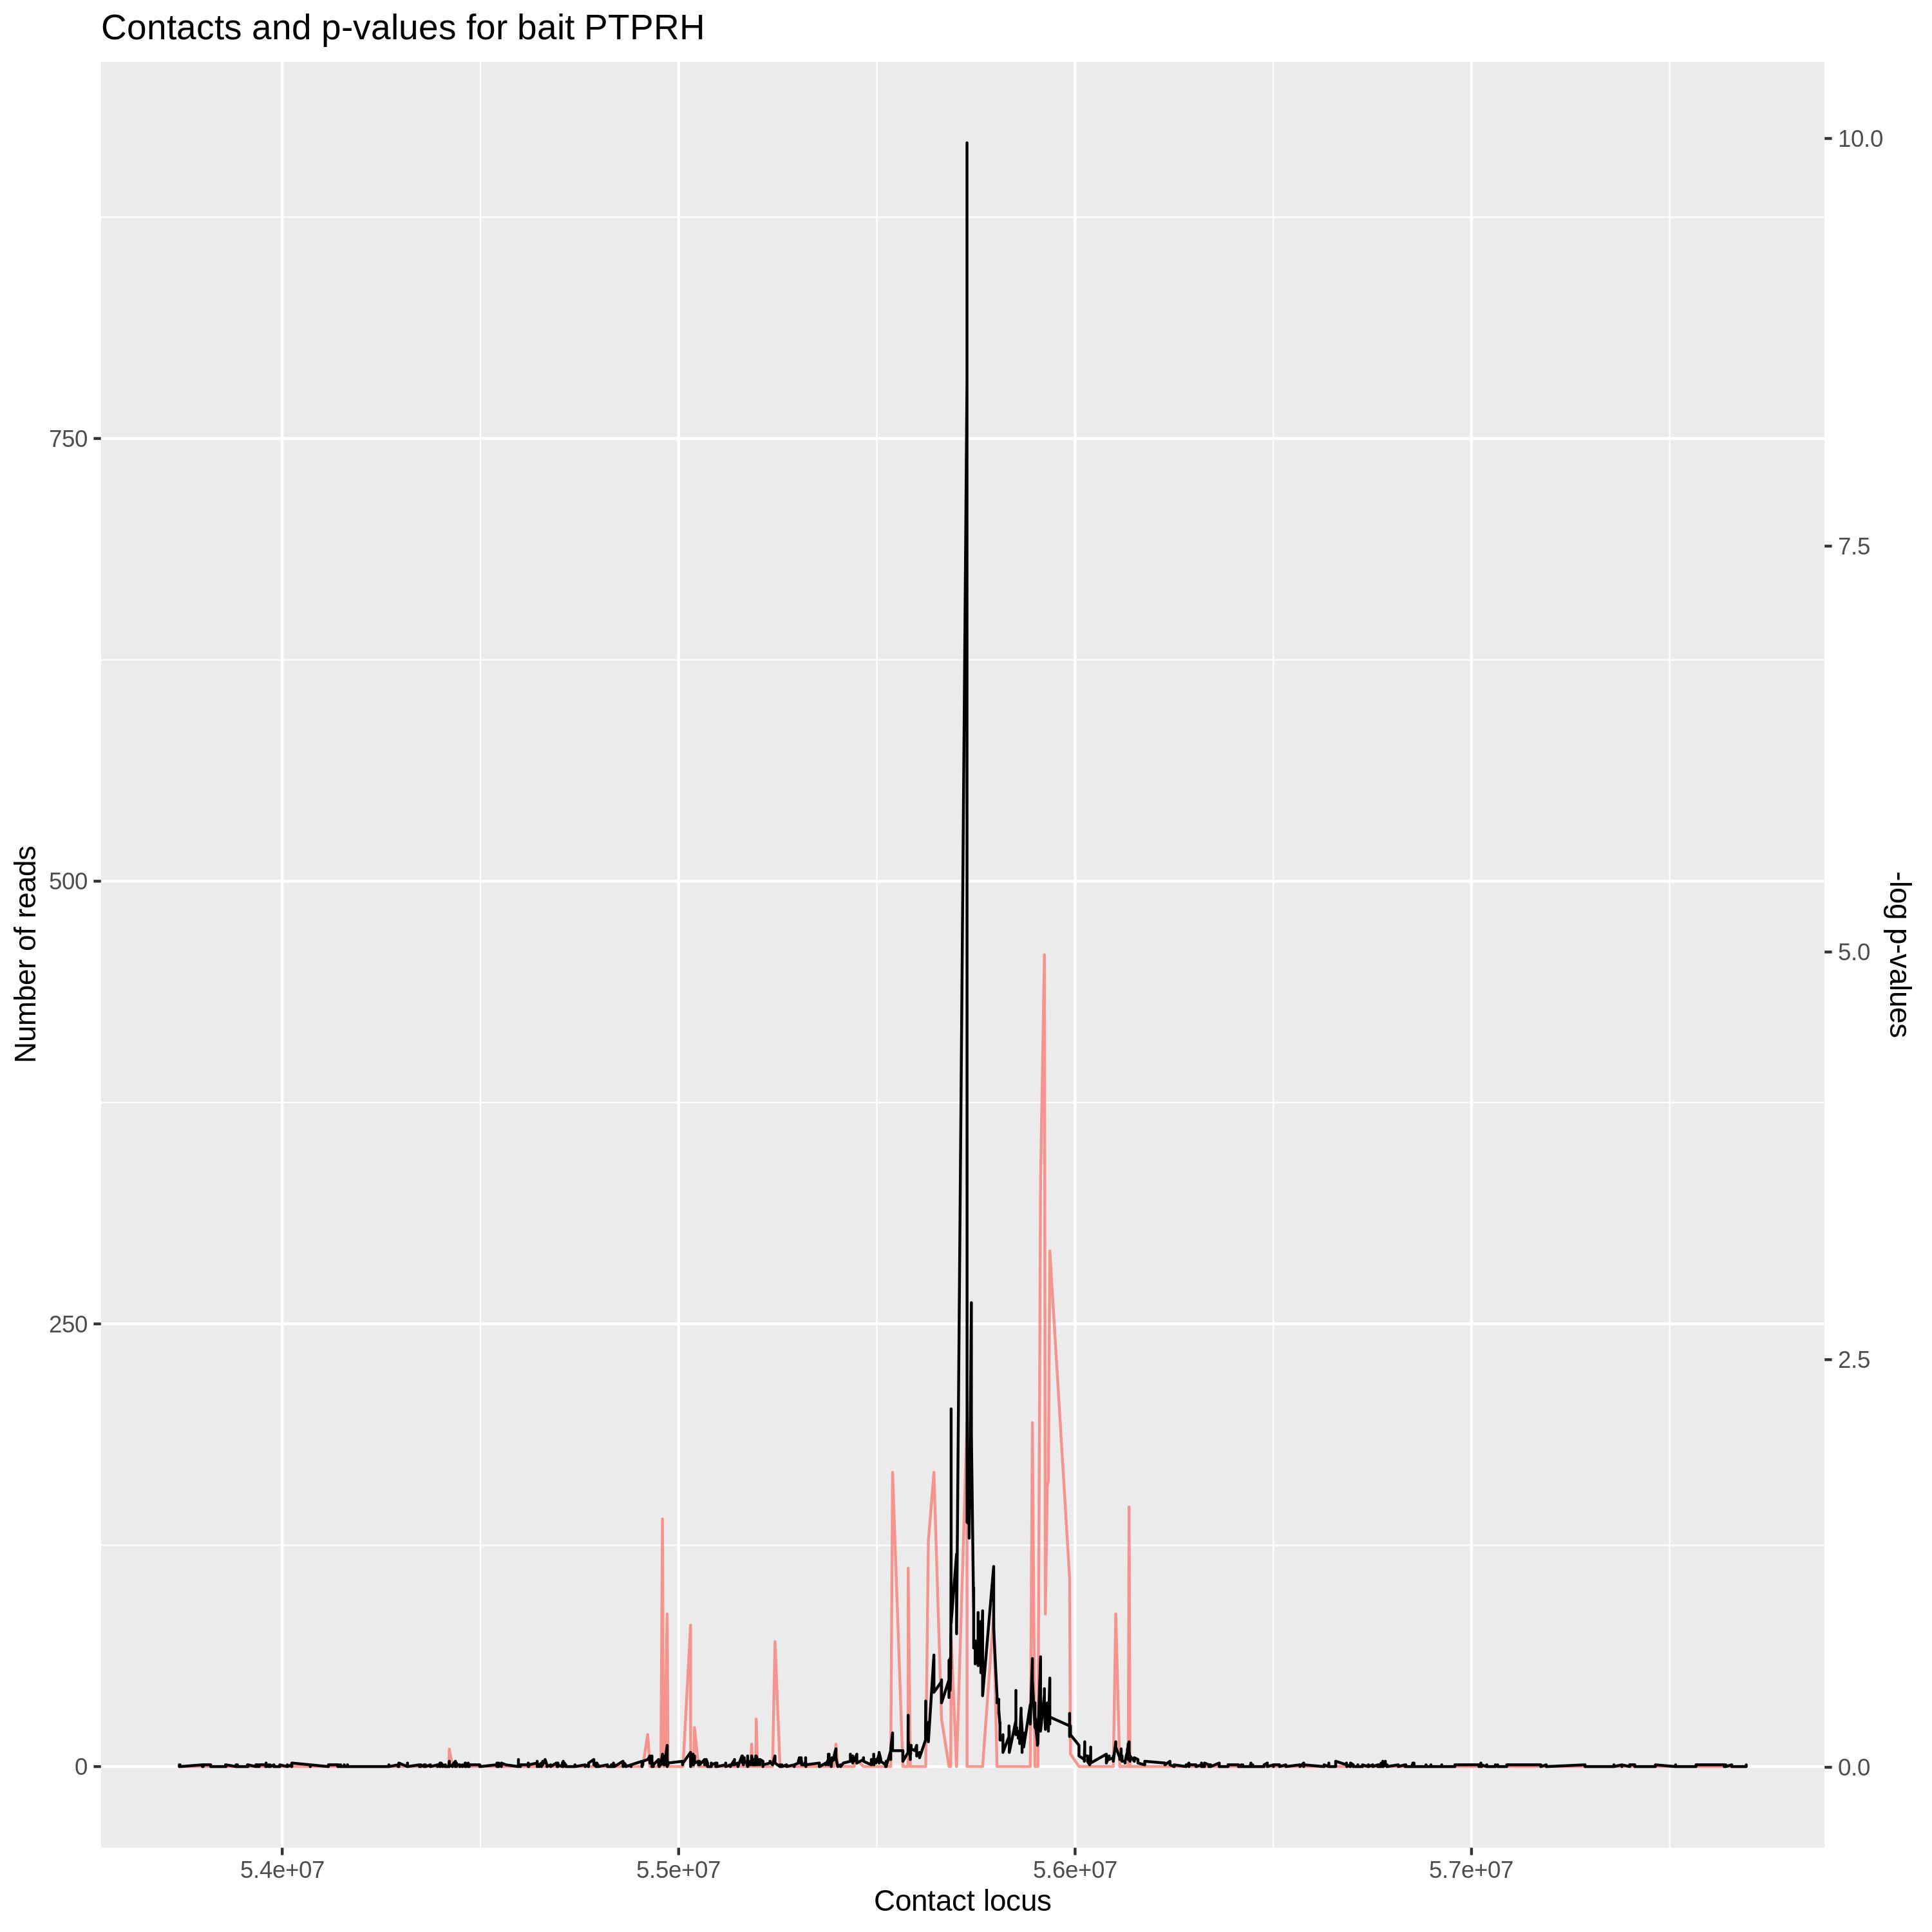 Contacts and p-values for bait PTPRH
Number of reads
750
500
250
0
10.0
7.5
5.0
2.5
0.0
-log p-values
5.4e+07
5.5e+07
5.6e+07
5.7e+07
Contact locus